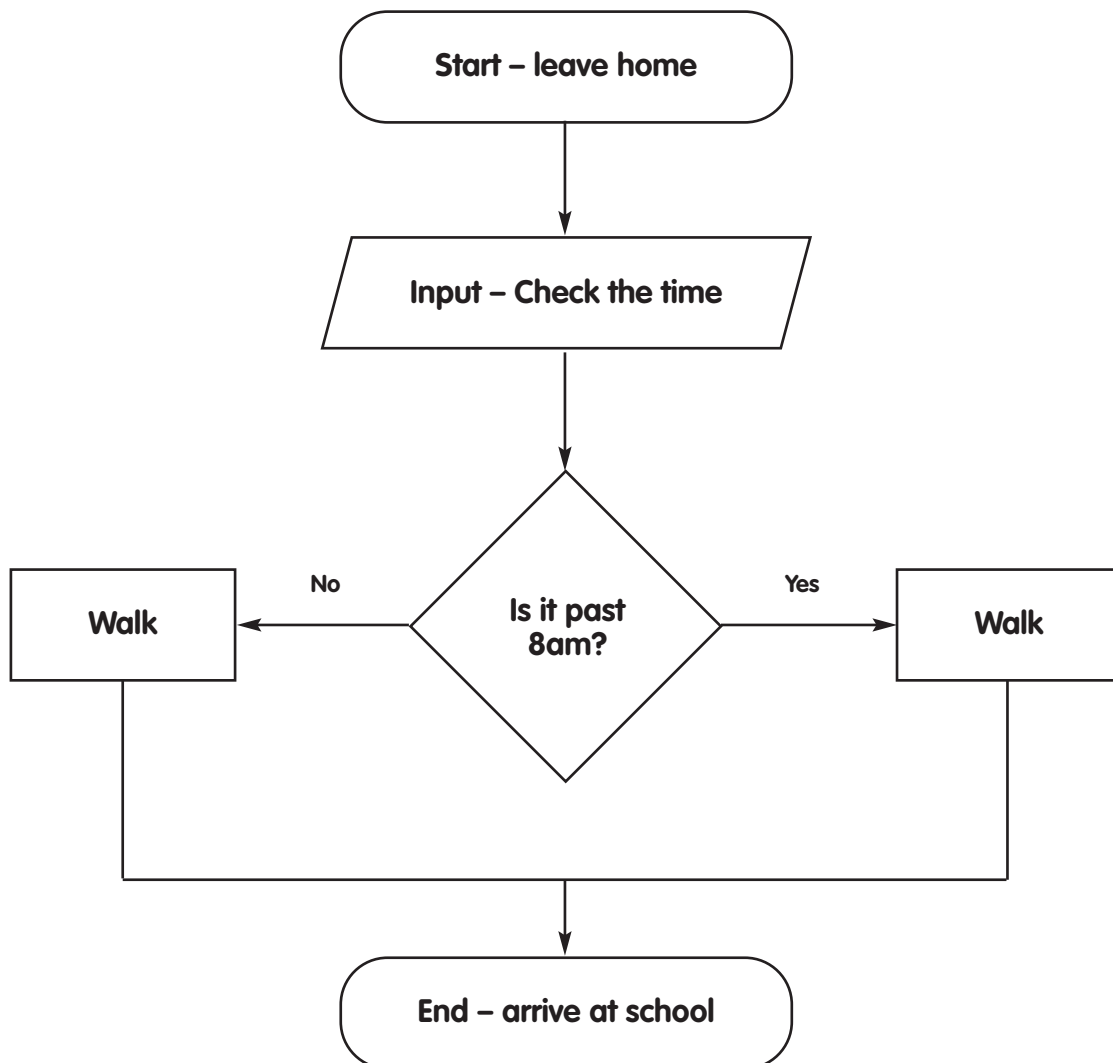 Start – leave home
Input – Check the time
No
Yes
Walk
Is it past
8am?
Walk
End – arrive at school